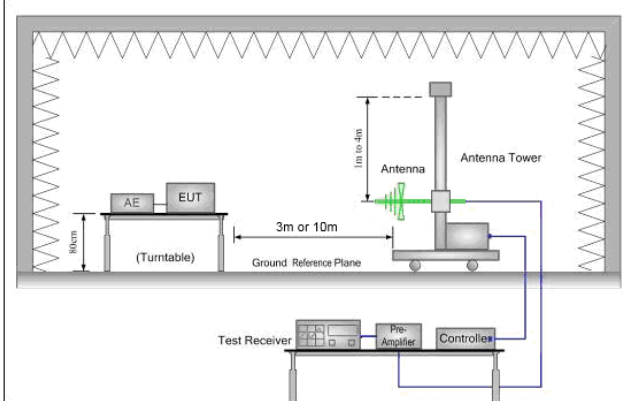 1m to 4m
Antenna
Antenna Tower
AE
EUT
80cm
(Turntable)
3m or 10m
Ground Reference Plane
Test Receiver
Pre-
Amplifier
Controller